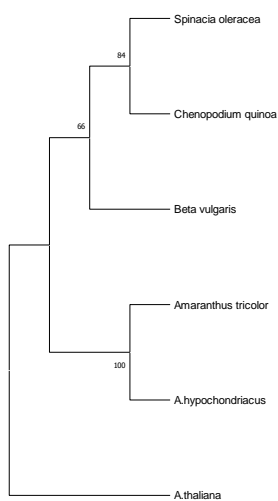 Spinacia oleracea
84
Chenopodium quinoa
66
Beta vulgaris
Amaranthus tricolor
100
A.hypochondriacus
A.thaliana